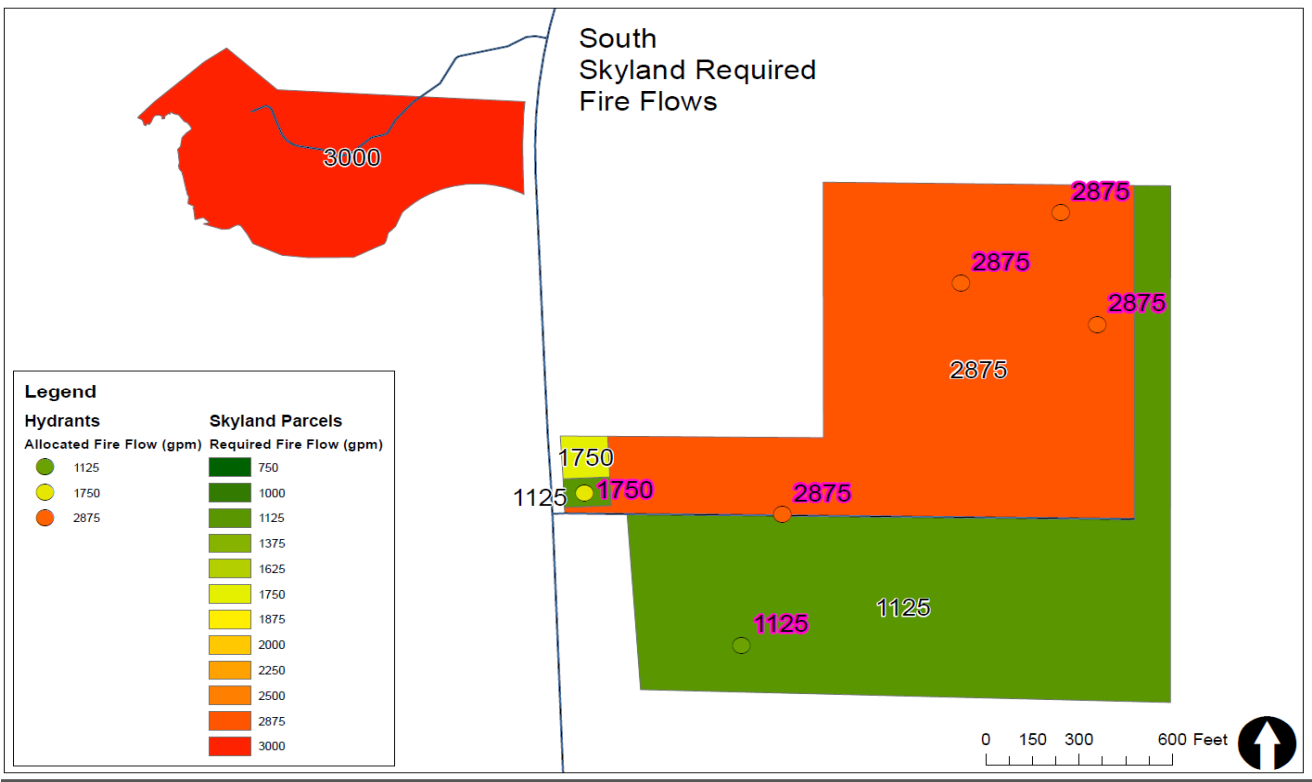 South
Skyland Required
Fire Flows
3000
2875
2875
2875
2875
1750
1125
1750
2875
1125
1125
Legend
Hydrants
Allocated Fire Flow (gpm)
1125
1750
2875
Skyland Parcels
Required Fire Flow (gpm)
750
1000
1125
1375
1625
1750
1875
2000
2250
2500
2875
3000
0 150 300 600 Feet